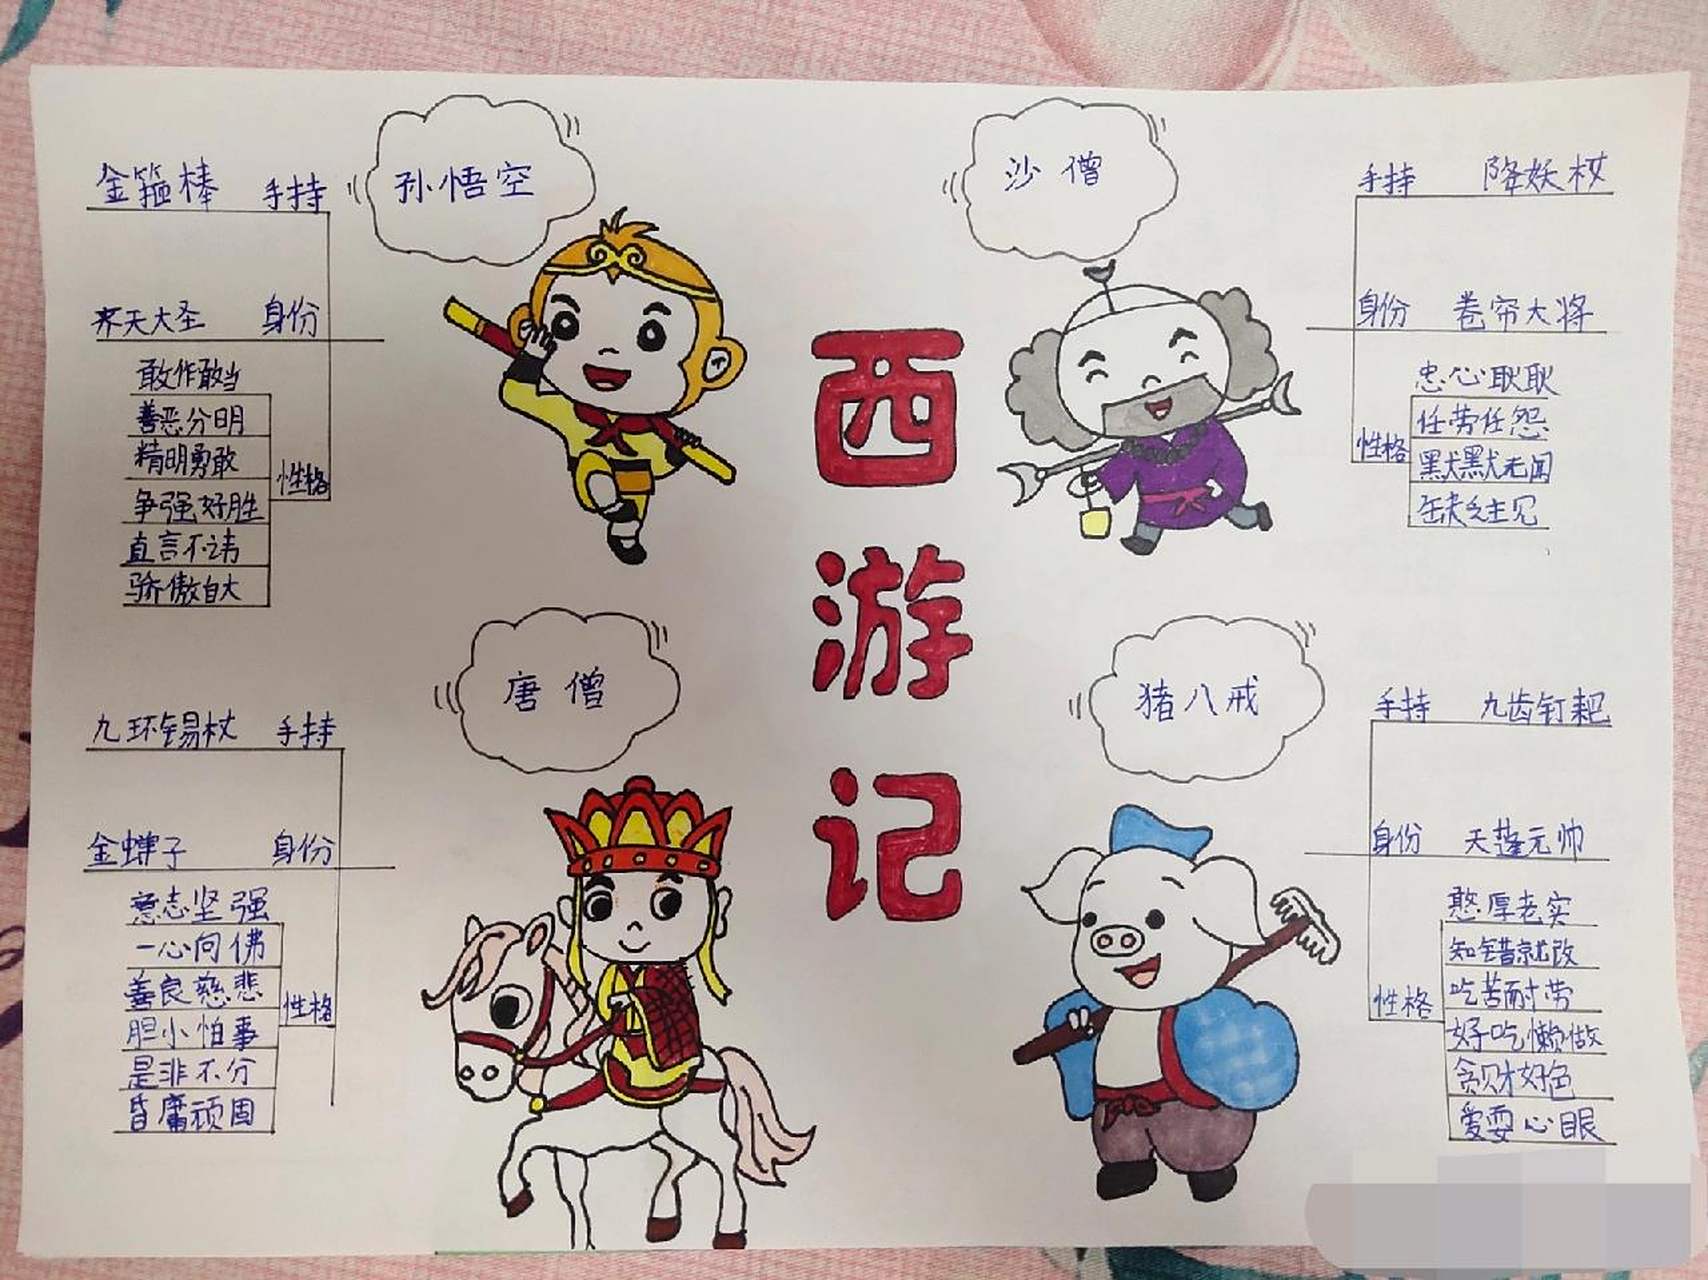 孙悟空
金箍棒 手持
齐天大圣 身份
敢作敢当
善恶分明
精明勇敢
争强好胜
直言不讳
骄傲自大
性格
沙僧
手持 降妖杖
身份 卷帘大将
忠心耿耿
任劳任怨
默默无闻
缺乏主见
性格
西
游
记
唐僧
九环锡杖 手持
金蝉子 身份
意志坚强
一心向佛
善良慈悲
胆小怕事
是非不分
昏庸顽固
性格
猪八戒
手持 九齿钉耙
身份 天蓬元帅
憨厚老实
知错就改
吃苦耐劳
好吃懒做
贪财好色
爱耍心眼
性格